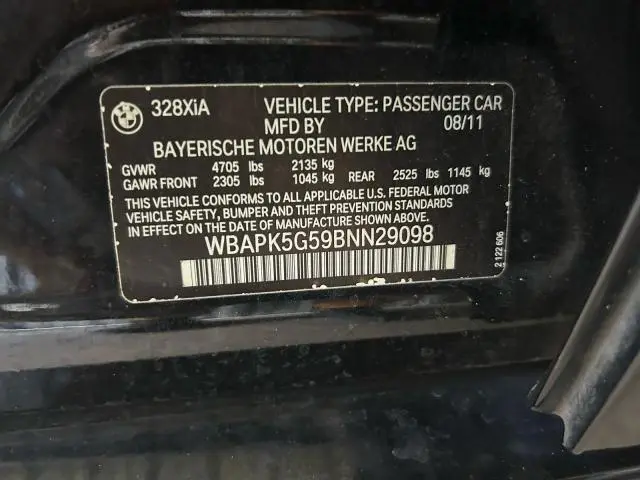 328XiA VEHICLE TYPE: PASSENGER CAR
MFD BY 08/11
BAYERISCHE MOTOREN WERKE AG
GVWR 4705 lbs 2135 kg
GAWR FRONT 2305 lbs 1045 kg REAR 2525 lbs 1145 kg
THIS VEHICLE CONFORMS TO ALL APPLICABLE U.S. FEDERAL MOTOR
VEHICLE SAFETY, BUMPER AND THEFT PREVENTION STANDARDS
IN EFFECT ON THE DATE OF MANUFACTURE SHOWN ABOVE.
WBAPK5G59BNN29098
2 122 606